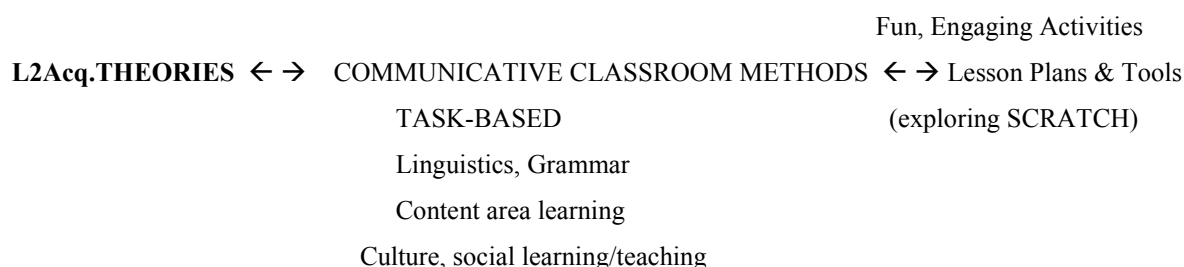 Fun, Engaging Activities
L2Acq.THEORIES ← → COMMUNICATIVE CLASSROOM METHODS ← → Lesson Plans & Tools
TASK-BASED (exploring SCRATCH)
Linguistics, Grammar
Content area learning
Culture, social learning/teaching